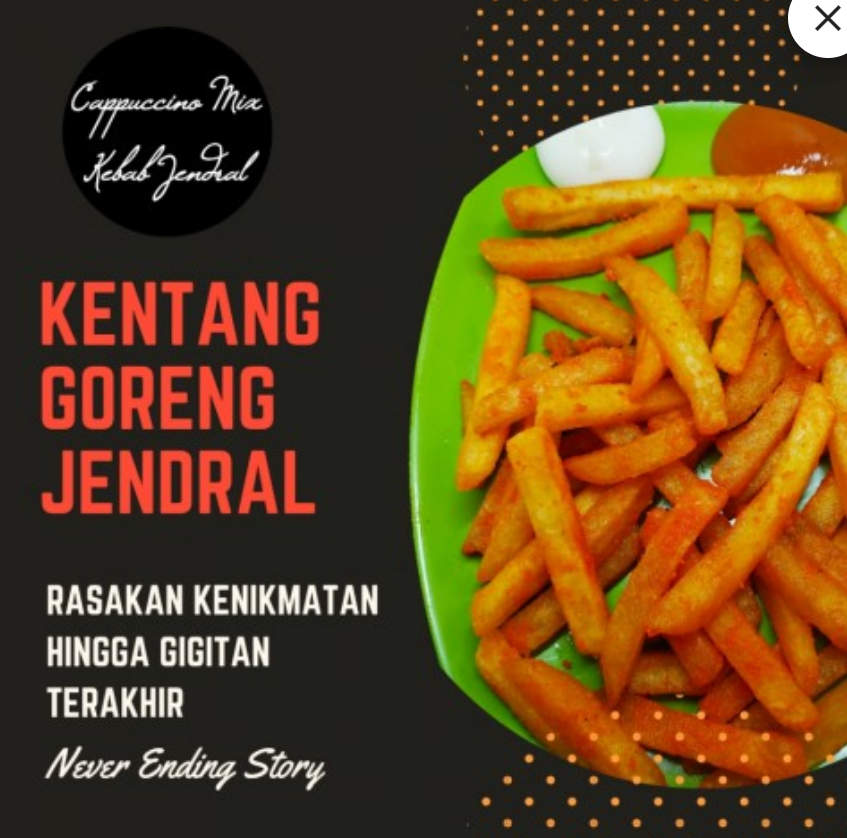 Cappuccino Mix
Kebab Jendral
KENTANG
GORENG
JENDRAL
RASAKAN KENIKMATAN
HINGGA GIGITAN
TERAKHIR
Never Ending Story